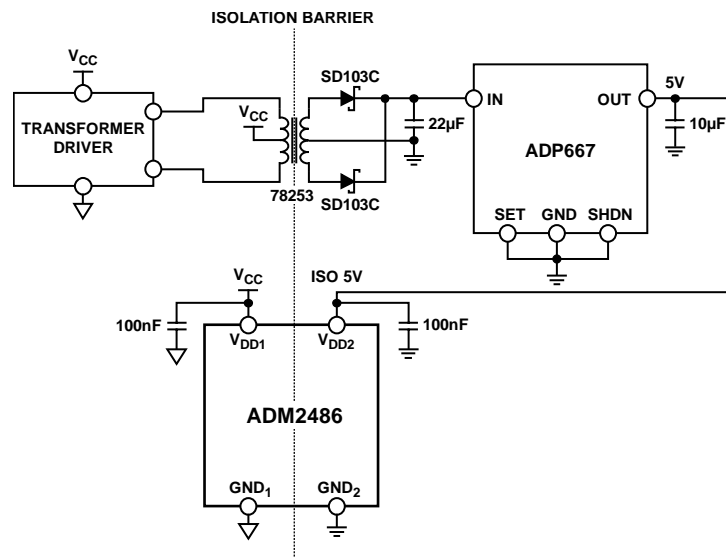 ISOLATION BARRIER
VCC
TRANSFORMER
DRIVER
VCC
78253
SD103C
SD103C
22µF
IN
OUT
ADP667
SET
GND
SHDN
5V
10µF
VCC
ISO 5V
100nF
100nF
VDD1
VDD2
ADM2486
GND1
GND2